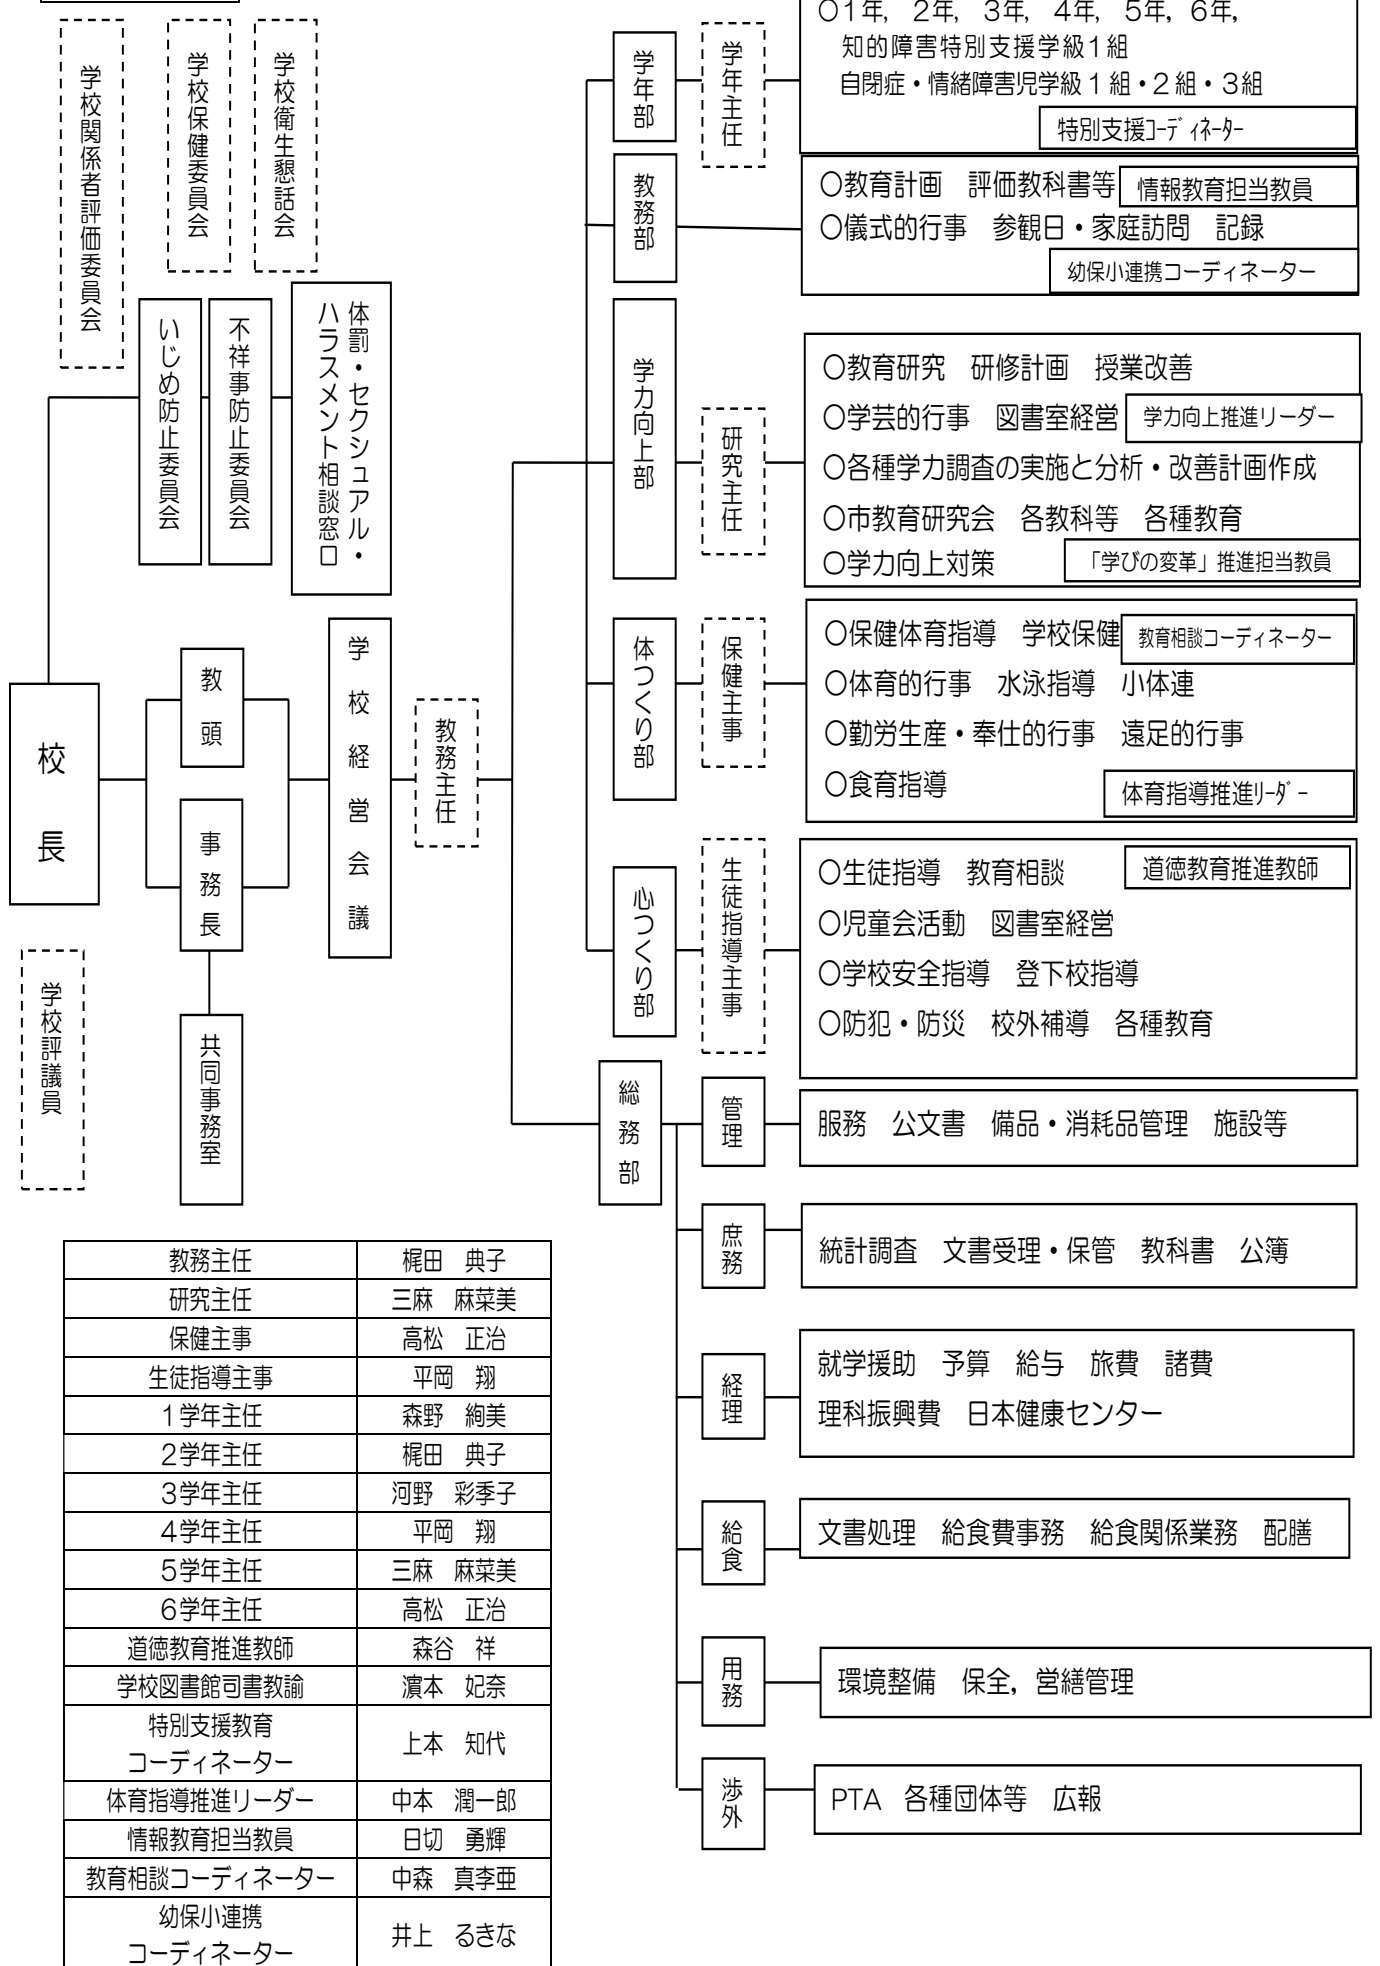 学校関係者評価委員会
学校保健委員会
学校衛生懇話会
いじめ防止委員会
不祥事防止委員会
体罰・セクシュアル・
ハラスメント相談窓口
校長
教頭
事務長
共同事務室
学校評議員
学校経営会議
教務主任
学年部
学年主任
〇1年, 2年, 3年, 4年, 5年, 6年,
知的障害特別支援学級1組
自閉症・情緒障害児学級1組・2組・3組
特別支援ｺｰﾃﾞｨﾈｰﾀｰ
教務部
〇教育計画 評価教科書等
情報教育担当教員
〇儀式的行事 参観日・家庭訪問 記録
幼保小連携コーディネーター
学力向上部
研究主任
〇教育研究 研修計画 授業改善
〇学芸的行事 図書室経営
学力向上推進リーダー
〇各種学力調査の実施と分析・改善計画作成
〇市教育研究会 各教科等 各種教育
〇学力向上対策
「学びの変革」推進担当教員
体つくり部
保健主事
〇保健体育指導 学校保健
教育相談コーディネーター
〇体育的行事 水泳指導 小体連
〇勤労生産・奉仕的行事 遠足的行事
〇食育指導
体育指導推進ﾘｰﾀﾞｰ
心つくり部
生徒指導主事
〇生徒指導 教育相談
道徳教育推進教師
〇児童会活動 図書室経営
〇学校安全指導 登下校指導
〇防犯・防災 校外補導 各種教育
総務部
管理
服務 公文書 備品・消耗品管理 施設等
庶務
統計調査 文書受理・保管 教科書 公簿
経理
就学援助 予算 給与 旅費 諸費
理科振興費 日本健康センター
給食
文書処理 給食費事務 給食関係業務 配膳
用務
環境整備 保全, 営繕管理
渉外
PTA 各種団体等 広報
教務主任 梶田 典子
研究主任 三麻 麻菜美
保健主事 高松 正治
生徒指導主事 平岡 翔
1学年主任 森野 絢美
2学年主任 梶田 典子
3学年主任 河野 彩季子
4学年主任 平岡 翔
5学年主任 三麻 麻菜美
6学年主任 高松 正治
道徳教育推進教師 森谷 祥
学校図書館司書教諭 濵本 妃奈
特別支援教育
コーディネーター 上本 知代
体育指導推進リーダー 中本 潤一郎
情報教育担当教員 日切 勇輝
教育相談コーディネーター 中森 真李亜
幼保小連携
コーディネーター 井上 るきな